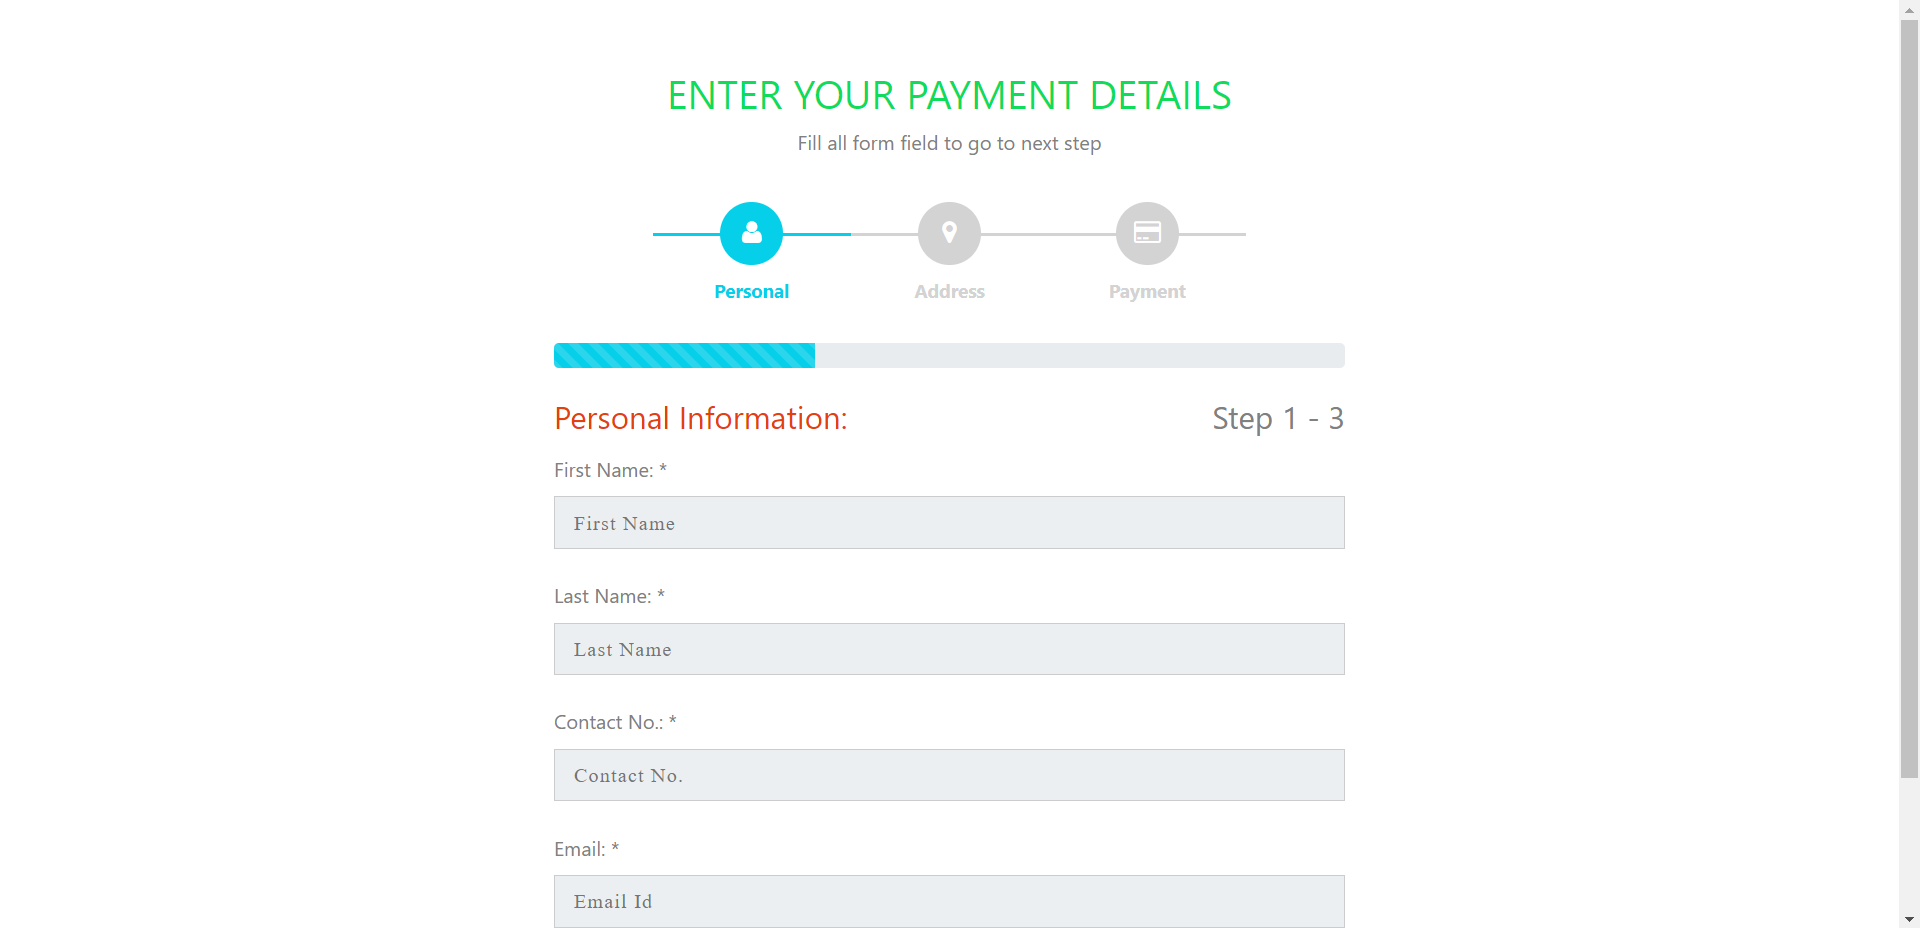 ENTER YOUR PAYMENT DETAILS
Fill all form field to go to next step
Personal
Address
Payment
Personal Information:
Step 1 - 3
First Name: *
First Name
Last Name: *
Last Name
Contact No.: *
Contact No.
Email: *
Email Id